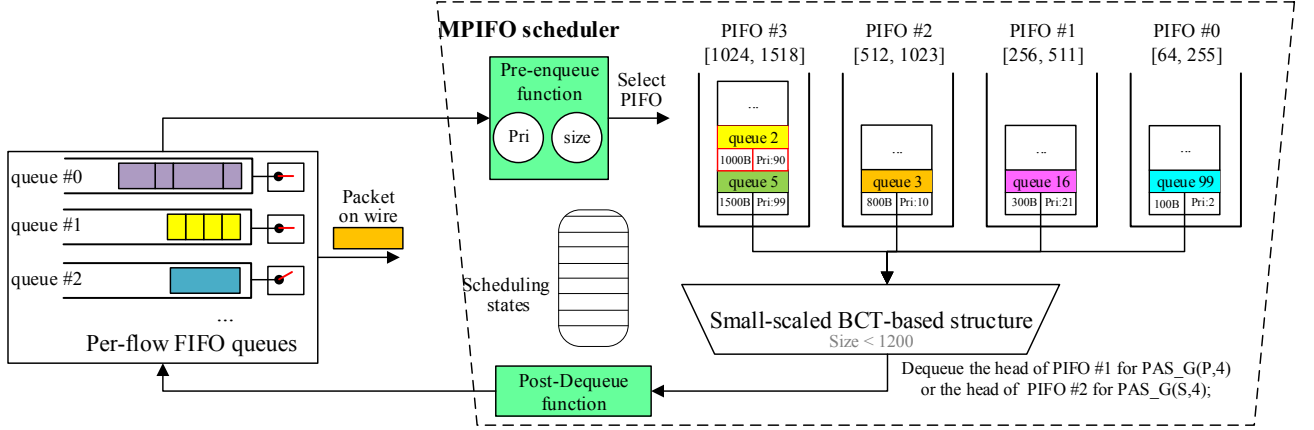 MPIFO scheduler
Pre-enqueue
function
Pri
size
Select
PIFO
PIFO #3
[1024, 1518]
...
queue 2
1000B
Pri:90
queue 5
1500B
Pri:99
PIFO #2
[512, 1023]
...
queue 3
800B
Pri:10
PIFO #1
[256, 511]
...
queue 16
300B
Pri:21
PIFO #0
[64, 255]
...
queue 99
100B
Pri:2
queue #0
queue #1
queue #2
...
Per-flow FIFO queues
Packet
on wire
Scheduling
states
Small-scaled BCT-based structure
Size < 1200
Dequeue the head of PIFO #1 for PAS_G(P,4)
or the head of PIFO #2 for PAS_G(S,4);
Post-Dequeue
function